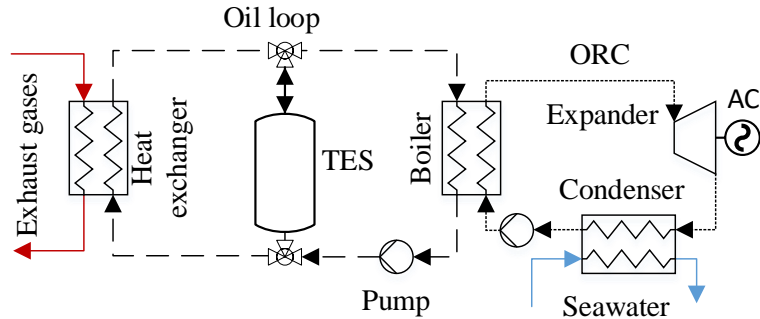 Oil loop
ORC
Exhaust gases
Heat
exchanger
TES
Boiler
Expander
AC
Condenser
Pump
Seawater